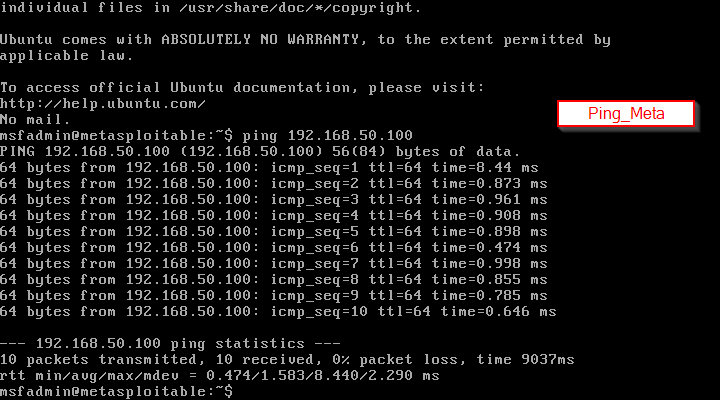 individual files in /usr/share/doc/*/copyright.
Ubuntu comes with ABSOLUTELY NO WARRANTY, to the extent permitted by
applicable law.
To access official Ubuntu documentation, please visit:
http://help.ubuntu.com/
No mail.
Ping_Meta
msfadmin@metasploitable:~$ ping 192.168.50.100
PING 192.168.50.100 (192.168.50.100) 56(84) bytes of data.
64 bytes from 192.168.50.100: icmp_seq=1 ttl=64 time=8.44 ms
64 bytes from 192.168.50.100: icmp_seq=2 ttl=64 time=0.873 ms
64 bytes from 192.168.50.100: icmp_seq=3 ttl=64 time=0.961 ms
64 bytes from 192.168.50.100: icmp_seq=4 ttl=64 time=0.908 ms
64 bytes from 192.168.50.100: icmp_seq=5 ttl=64 time=0.898 ms
64 bytes from 192.168.50.100: icmp_seq=6 ttl=64 time=0.474 ms
64 bytes from 192.168.50.100: icmp_seq=7 ttl=64 time=0.998 ms
64 bytes from 192.168.50.100: icmp_seq=8 ttl=64 time=0.855 ms
64 bytes from 192.168.50.100: icmp_seq=9 ttl=64 time=0.785 ms
64 bytes from 192.168.50.100: icmp_seq=10 ttl=64 time=0.646 ms
--- 192.168.50.100 ping statistics ---
10 packets transmitted, 10 received, 0% packet loss, time 9037ms
rtt min/avg/max/mdev = 0.474/1.583/8.440/2.290 ms
msfadmin@metasploitable:~$